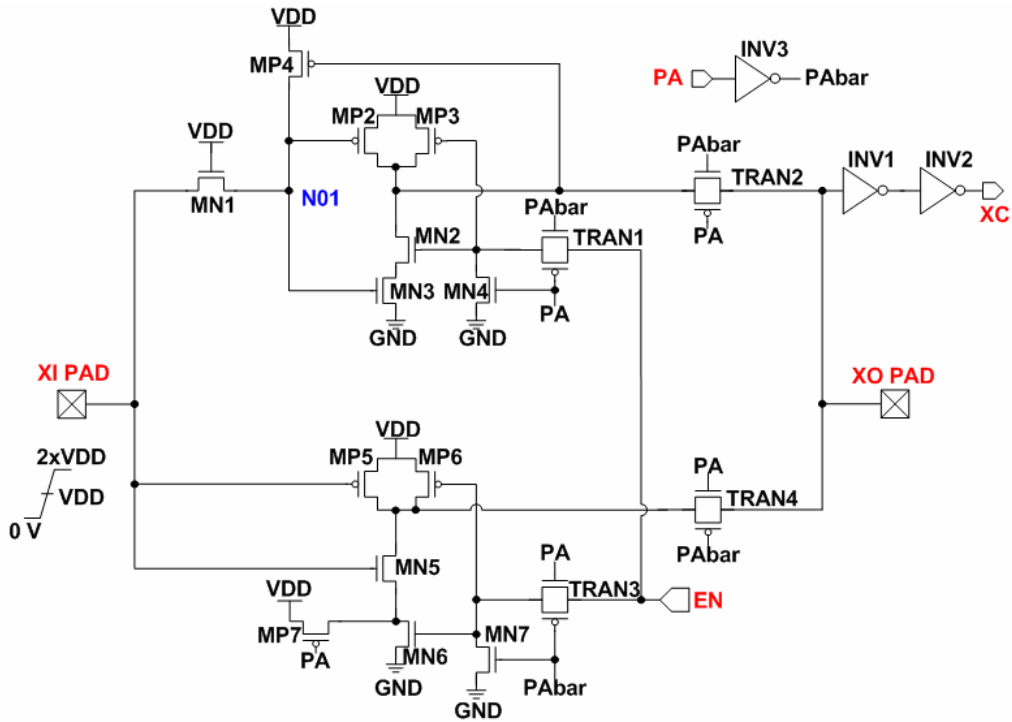 VDD
INV3
MP4
PA
PAbar
VDD
MP2
MP3
VDD
PAbar
INV1
INV2
TRAN2
N01
MN1
PAbar
XC
MN2
TRAN1
PA
MN3
MN4
PA
GND
GND
XI PAD
XO PAD
VDD
2xVDD
MP5
MP6
PA
VDD
TRAN4
0 V
PAbar
MN5
PA
VDD
TRAN3
EN
MP7
MN7
PA
MN6
GND
PAbar
GND